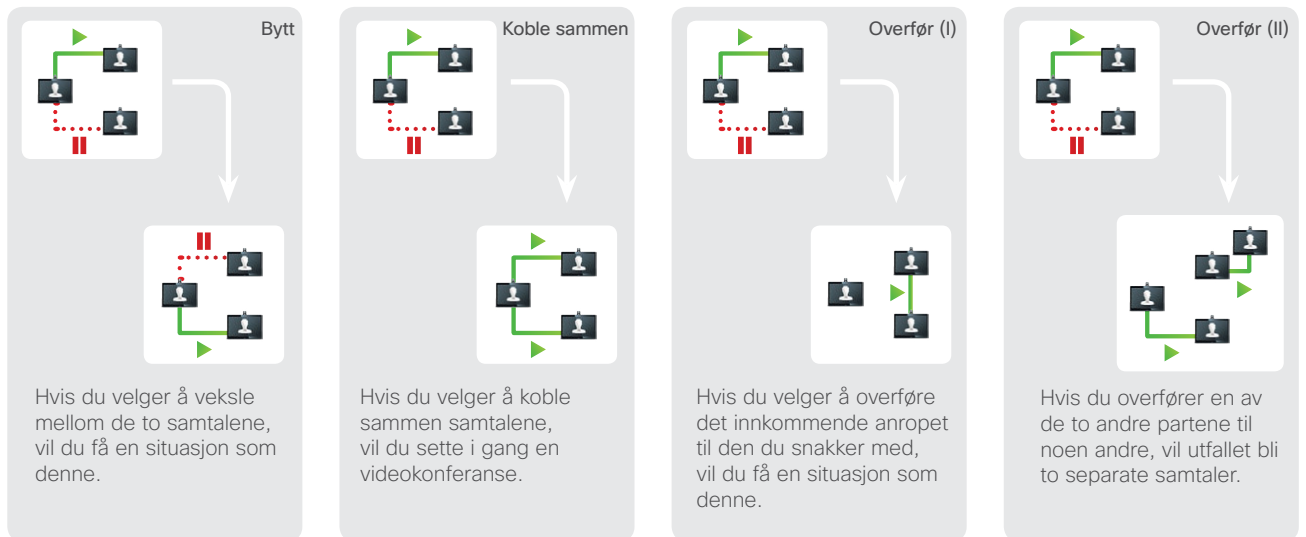 Bytt
Hvis du velger å veksle
mellom de to samtalene,
vil du få en situasjon som
denne.
Koble sammen
Hvis du velger å koble
sammen samtalene,
vil du sette i gang en
videokonferanse.
Overfør (I)
Hvis du velger å overføre
det innkommende anropet
til den du snakker med,
vil du få en situasjon som
denne.
Overfør (II)
Hvis du overfører en av
de to andre partene til
noen andre, vil utfallet bli
to separate samtaler.